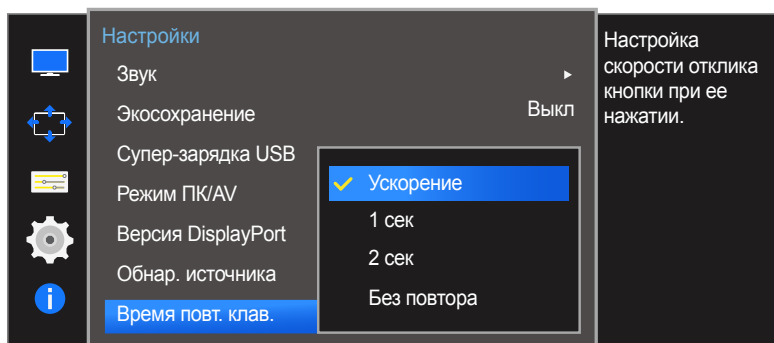 Настройки
Звук
Экосохранение Выкл
Супер-зарядка USB
Режим ПК/AV
Версия DisplayPort
Обнар. источника
Время повт. клав.
Ускорение
1 сек
2 сек
Без повтора
Настройка
скорости отклика
кнопки при ее
нажатии.